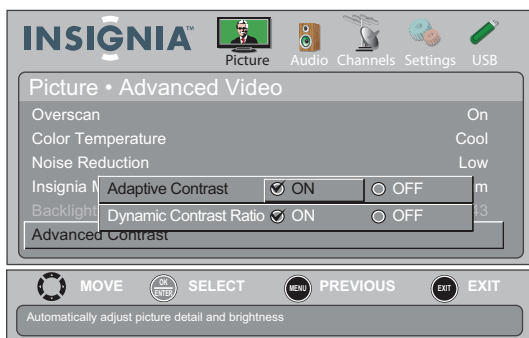 INSIGNIA™
Picture Audio Channels Settings USB
Picture • Advanced Video
Overscan On
Color Temperature Cool
Noise Reduction Low
Insignia M m
Adaptive Contrast ON OFF
Backlight 43
Dynamic Contrast Ratio ON OFF
Advanced Contrast
MOVE OK ENTER SELECT MENU PREVIOUS EXIT EXIT
Automatically adjust picture detail and brightness